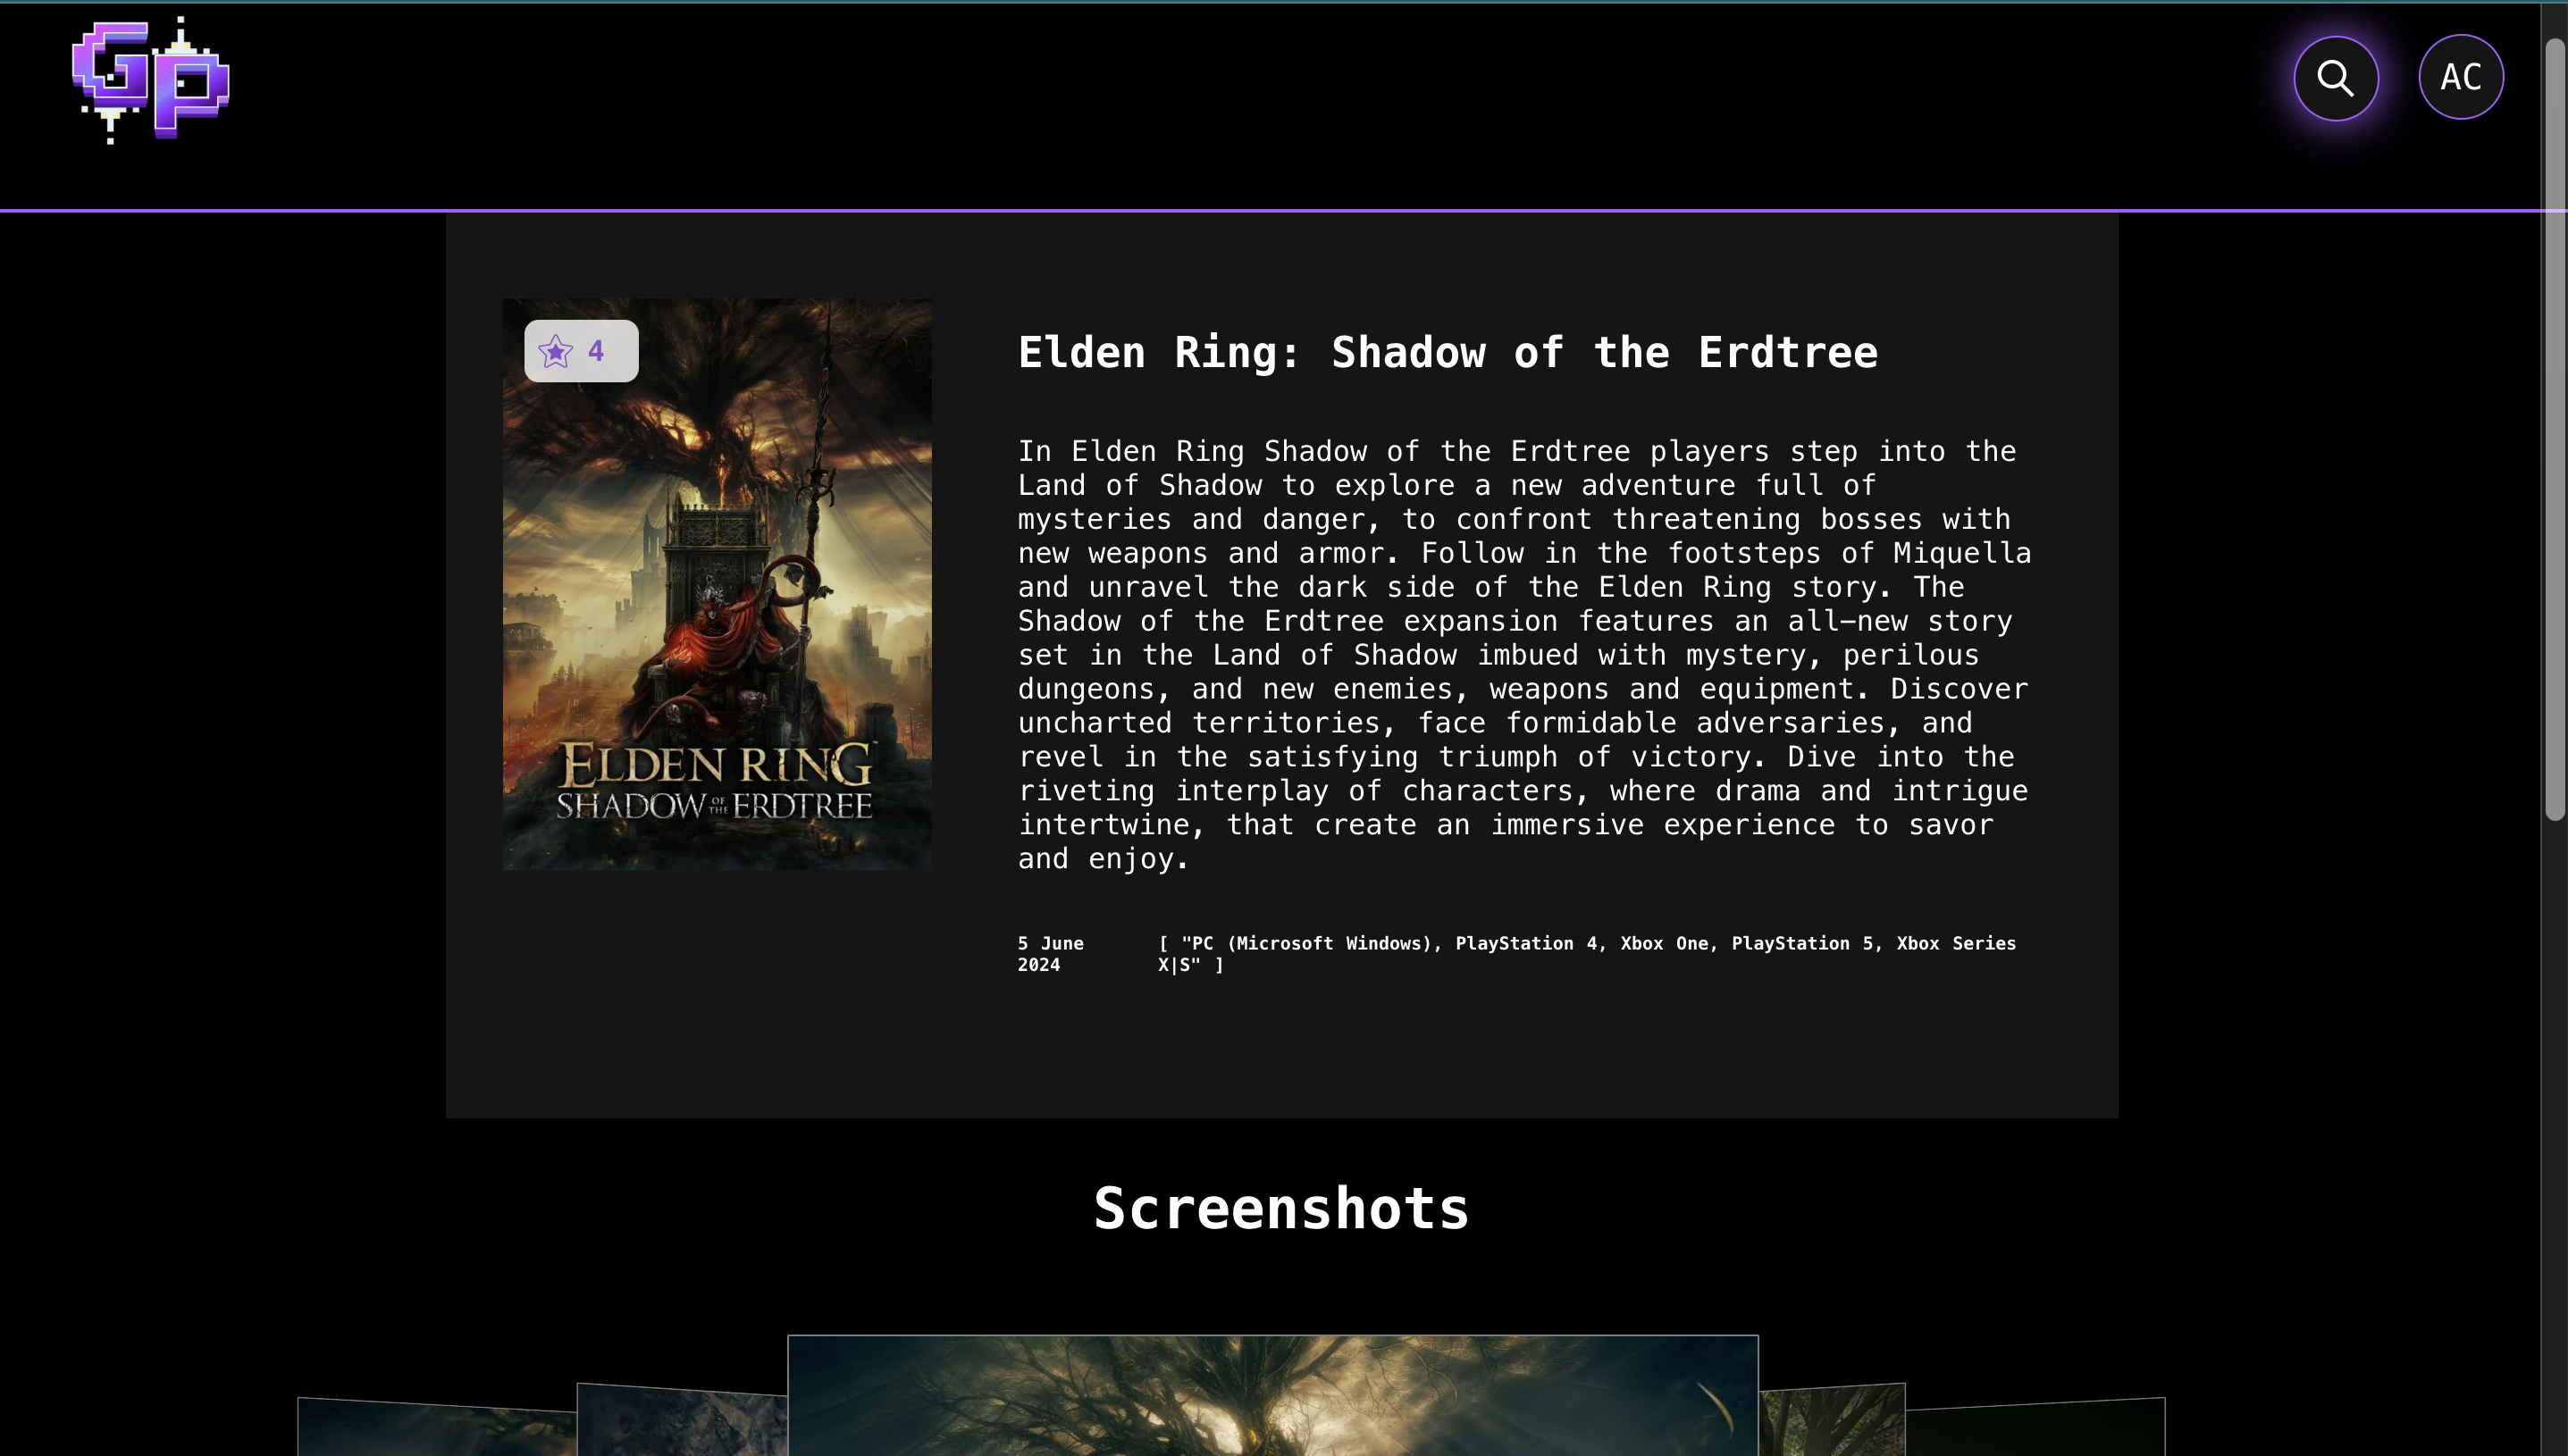 GP
AC
4
Elden Ring: Shadow of the Erdtree
In Elden Ring Shadow of the Erdtree players step into the
Land of Shadow to explore a new adventure full of
mysteries and danger, to confront threatening bosses with
new weapons and armor. Follow in the footsteps of Miquella
and unravel the dark side of the Elden Ring story. The
Shadow of the Erdtree expansion features an all-new story
set in the Land of Shadow imbued with mystery, perilous
dungeons, and new enemies, weapons and equipment. Discover
uncharted territories, face formidable adversaries, and
revel in the satisfying triumph of victory. Dive into the
riveting interplay of characters, where drama and intrigue
intertwine, that create an immersive experience to savor
and enjoy.
ELDEN RING
SHADOW OF THE ERDTREE
5 June
2024
[ "PC (Microsoft Windows), PlayStation 4, Xbox One, PlayStation 5, Xbox Series
X|S" ]
Screenshots